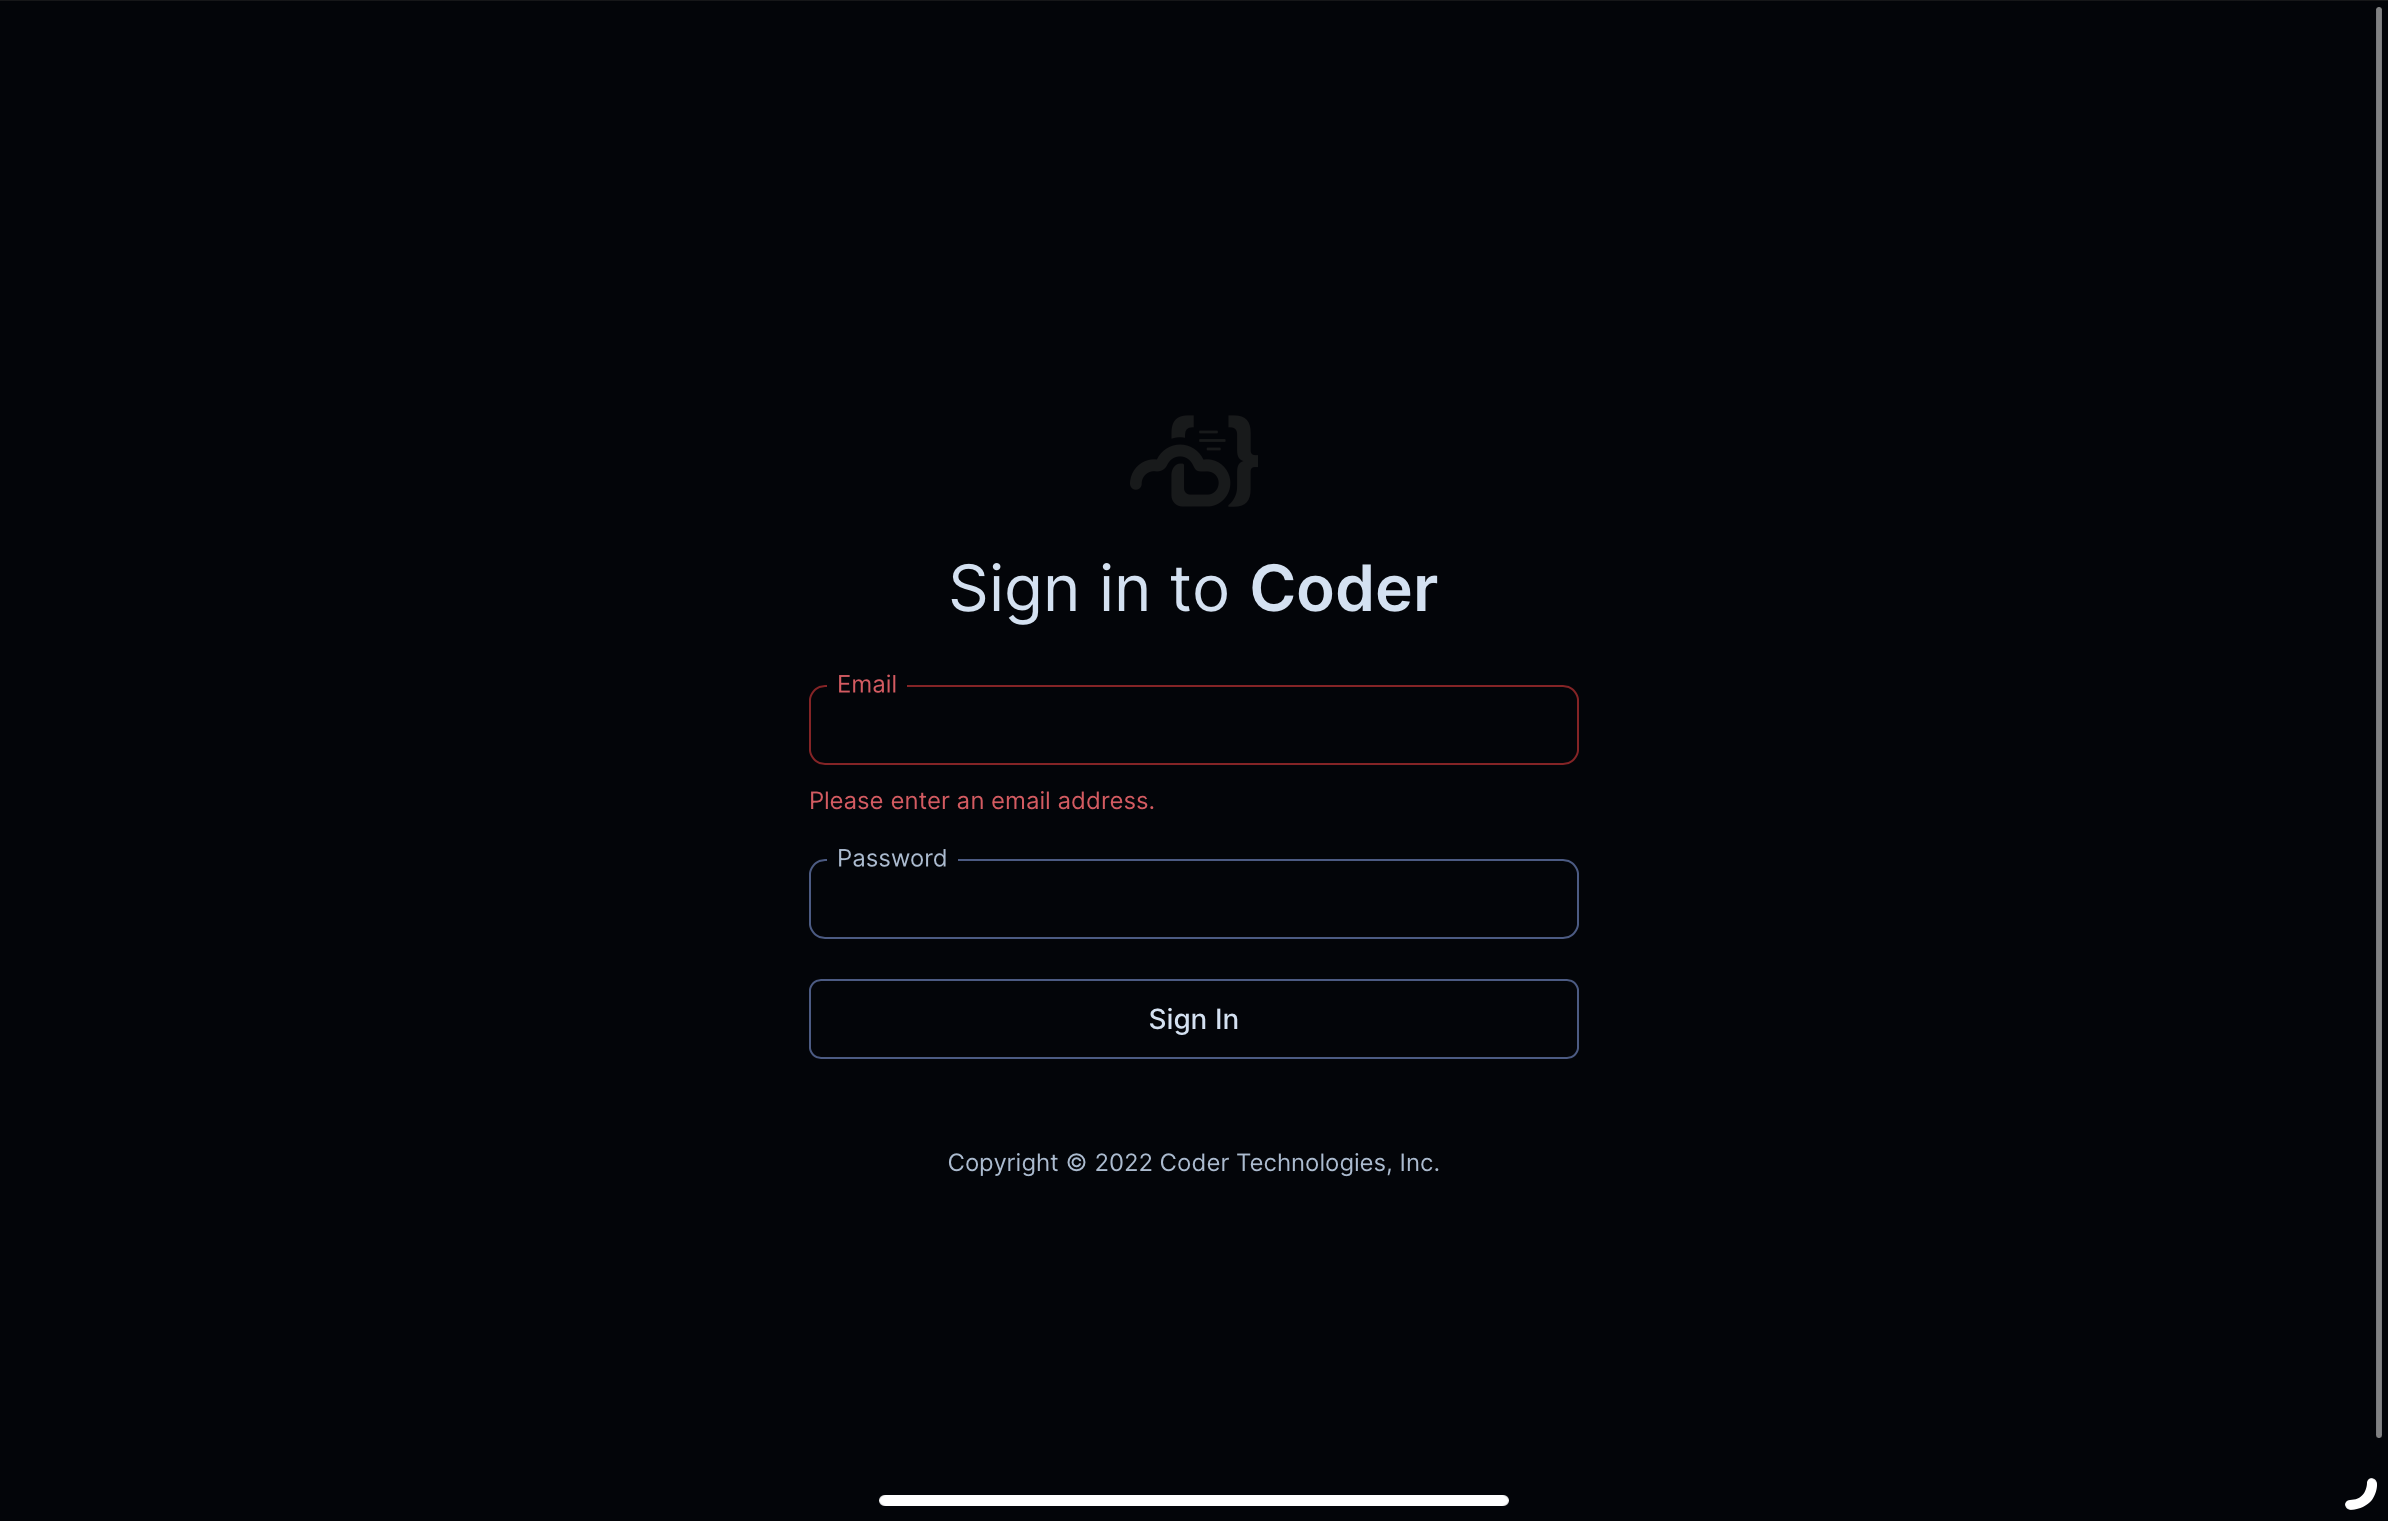 Sign in to Coder
Email
Please enter an email address.
Password
Sign In
Copyright © 2022 Coder Technologies, Inc.